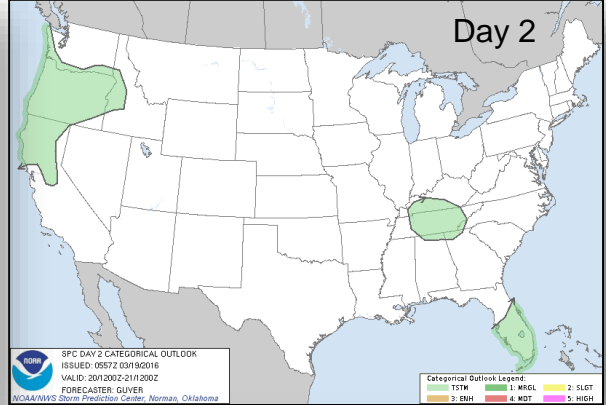 Day 2
NOAA
SPC DAY 2 CATEGORICAL OUTLOOK
ISSUED: 0557Z 03/19/2016
VALID: 20/1200Z-21/1200Z
FORECASTER: GUYER
NOAA/NWS Storm Prediction Center, Norman, Oklahoma
Categorical Outlook Legend:
TSTM 1: MRGL 2: SLGT
3: ENH 4: MDT 5: HIGH